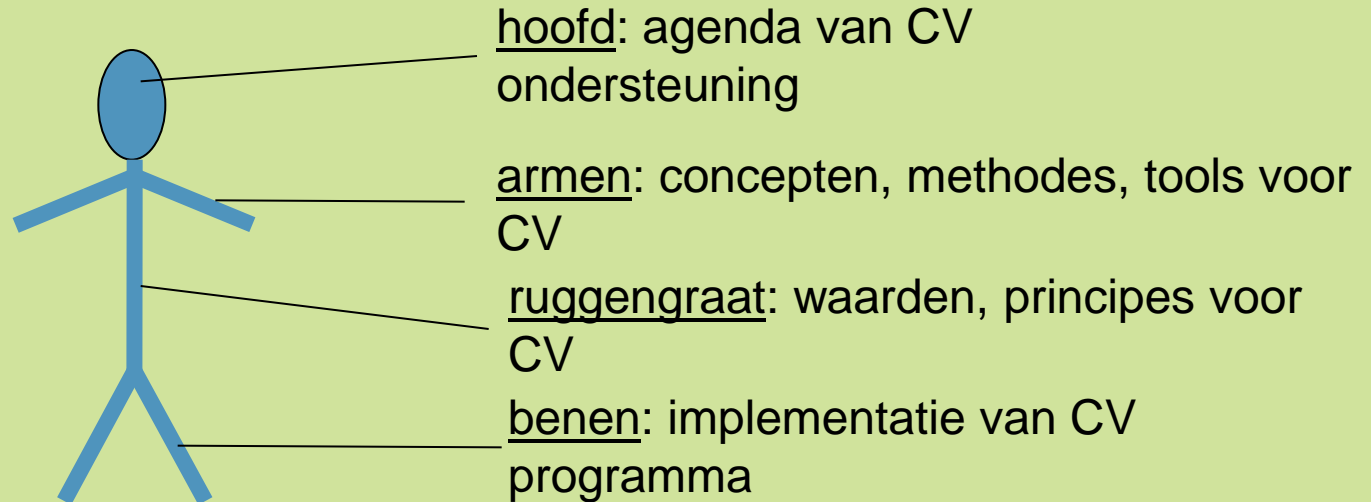 hoofd: agenda van CV
ondersteuning
armen: concepten, methodes, tools voor
CV
ruggengraat: waarden, principes voor
CV
benen: implementatie van CV
programma